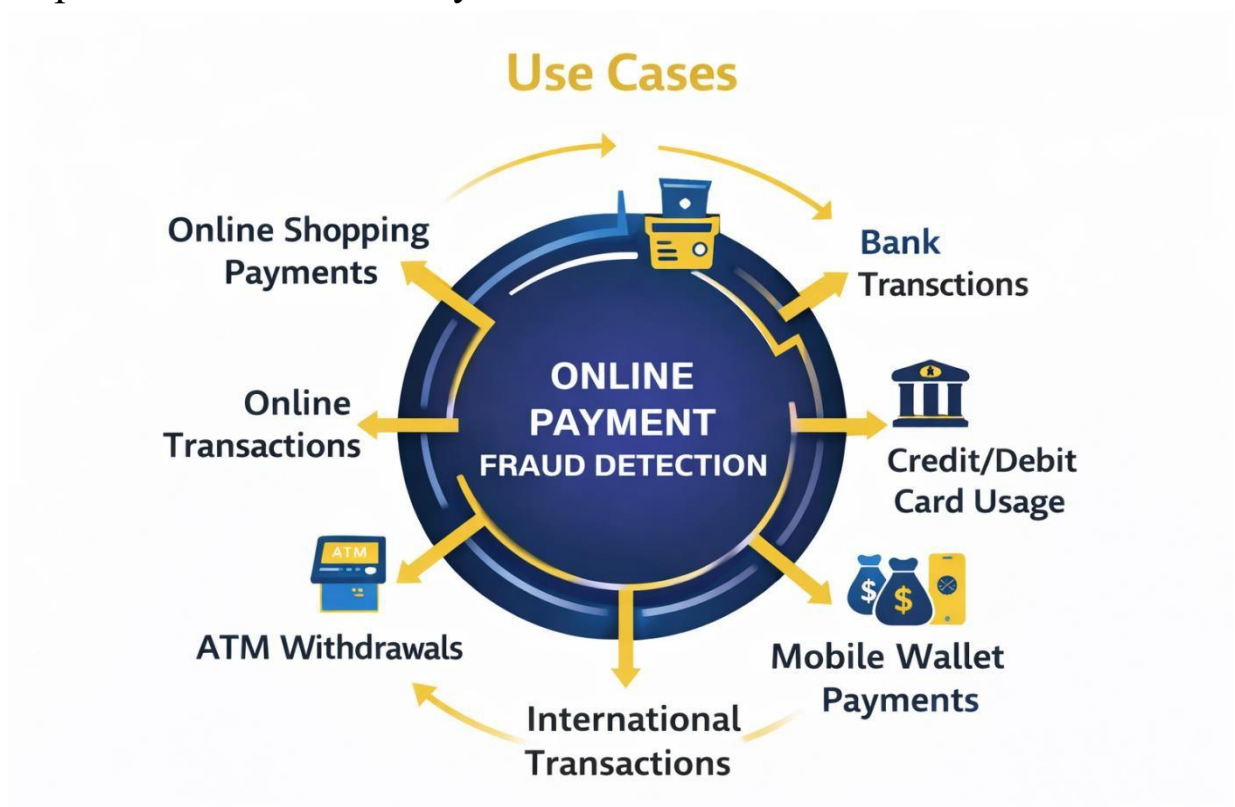 Use Cases
Online Shopping
Payments
Bank
Transctions
ONLINE
PAYMENT
FRAUD DETECTION
Online
Transactions
Credit/Debit
Card Usage
ATM
ATM Withdrawals
$ $
Mobile Wallet
Payments
International
Transactions